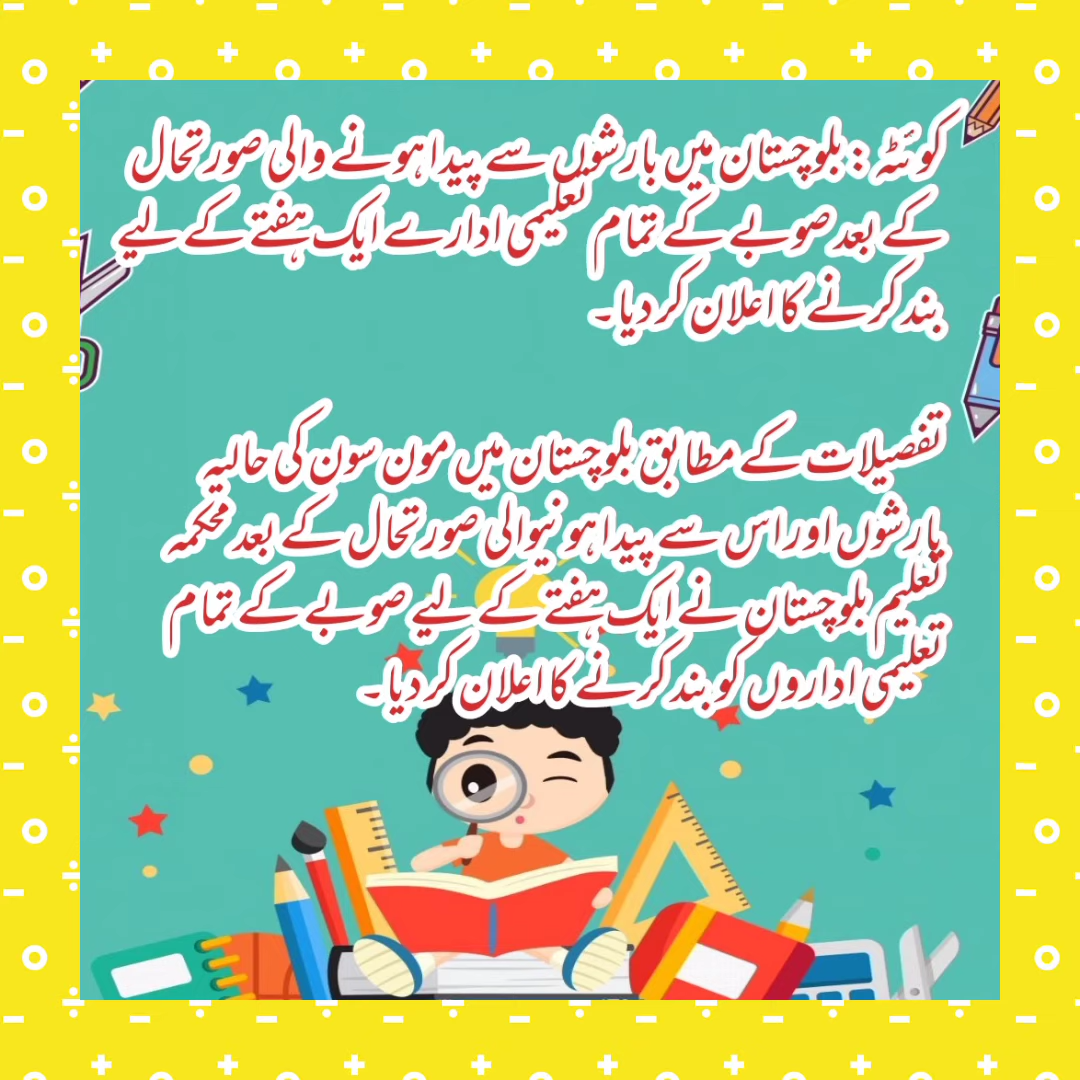 کوئٹہ : بلوچستان میں بارشوں سے پیدا ہونے والی صورتحال
کے بعد صوبے کے تمام تعلیمی ادارے ایک ہفتے کے لیے
بند کرنے کا اعلان کر دیا۔
تفصیلات کے مطابق بلوچستان میں مون سون کی حالیہ
بارشوں اور اس سے پیدا ہونیوالی صورتحال کے بعد محکمہ
تعلیم بلوچستان نے ایک ہفتے کے لیے صوبے کے تمام
تعلیمی اداروں کو بند کرنے کا اعلان کر دیا۔